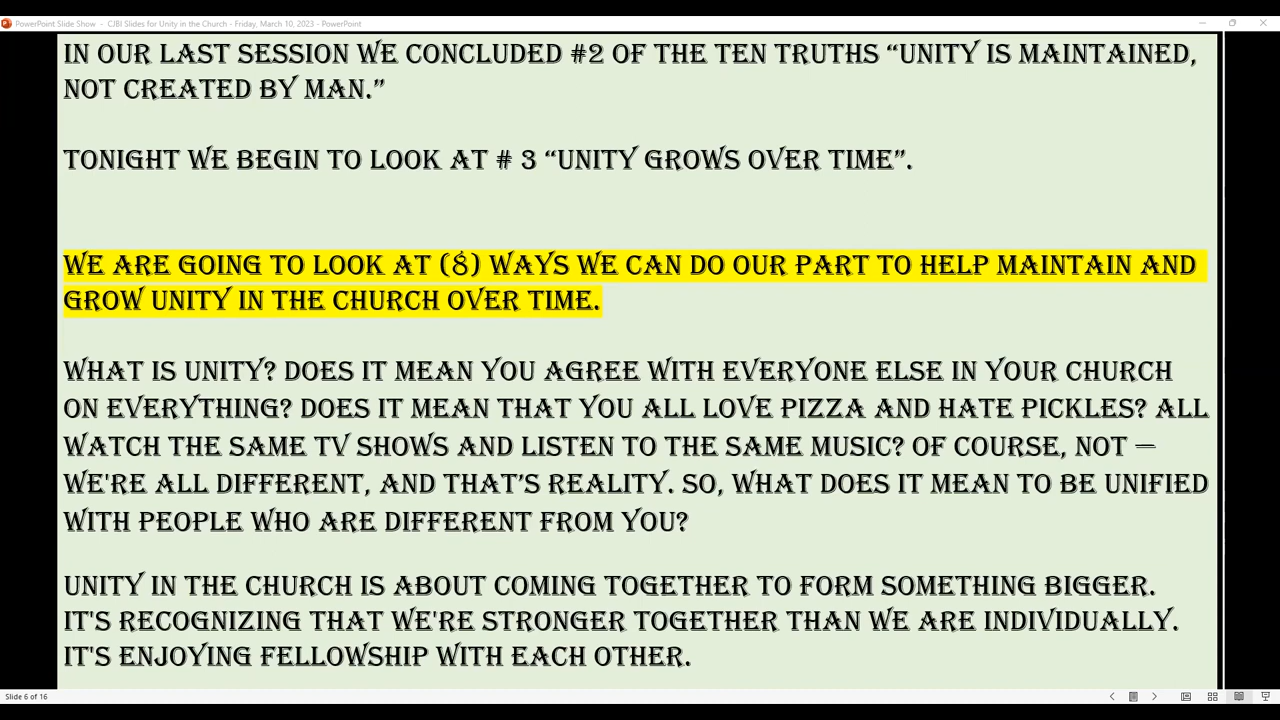 PowerPoint Slide Show - CJBI Slides for Unity in the Church - Friday, March 10, 2023 - PowerPoint
IN OUR LAST SESSION WE CONCLUDED #2 OF THE TEN TRUTHS “UNITY IS MAINTAINED,
NOT CREATED BY MAN.”
TONIGHT WE BEGIN TO LOOK AT # 3 “UNITY GROWS OVER TIME”.
WE ARE GOING TO LOOK AT (8) WAYS WE CAN DO OUR PART TO HELP MAINTAIN AND
GROW UNITY IN THE CHURCH OVER TIME.
WHAT IS UNITY? DOES IT MEAN YOU AGREE WITH EVERYONE ELSE IN YOUR CHURCH
ON EVERYTHING? DOES IT MEAN THAT YOU ALL LOVE PIZZA AND HATE PICKLES? ALL
WATCH THE SAME TV SHOWS AND LISTEN TO THE SAME MUSIC? OF COURSE, NOT —
WE'RE ALL DIFFERENT, AND THAT’S REALITY. SO, WHAT DOES IT MEAN TO BE UNIFIED
WITH PEOPLE WHO ARE DIFFERENT FROM YOU?
UNITY IN THE CHURCH IS ABOUT COMING TOGETHER TO FORM SOMETHING BIGGER.
IT'S RECOGNIZING THAT WE'RE STRONGER TOGETHER THAN WE ARE INDIVIDUALLY.
IT'S ENJOYING FELLOWSHIP WITH EACH OTHER.
Slide 6 of 16